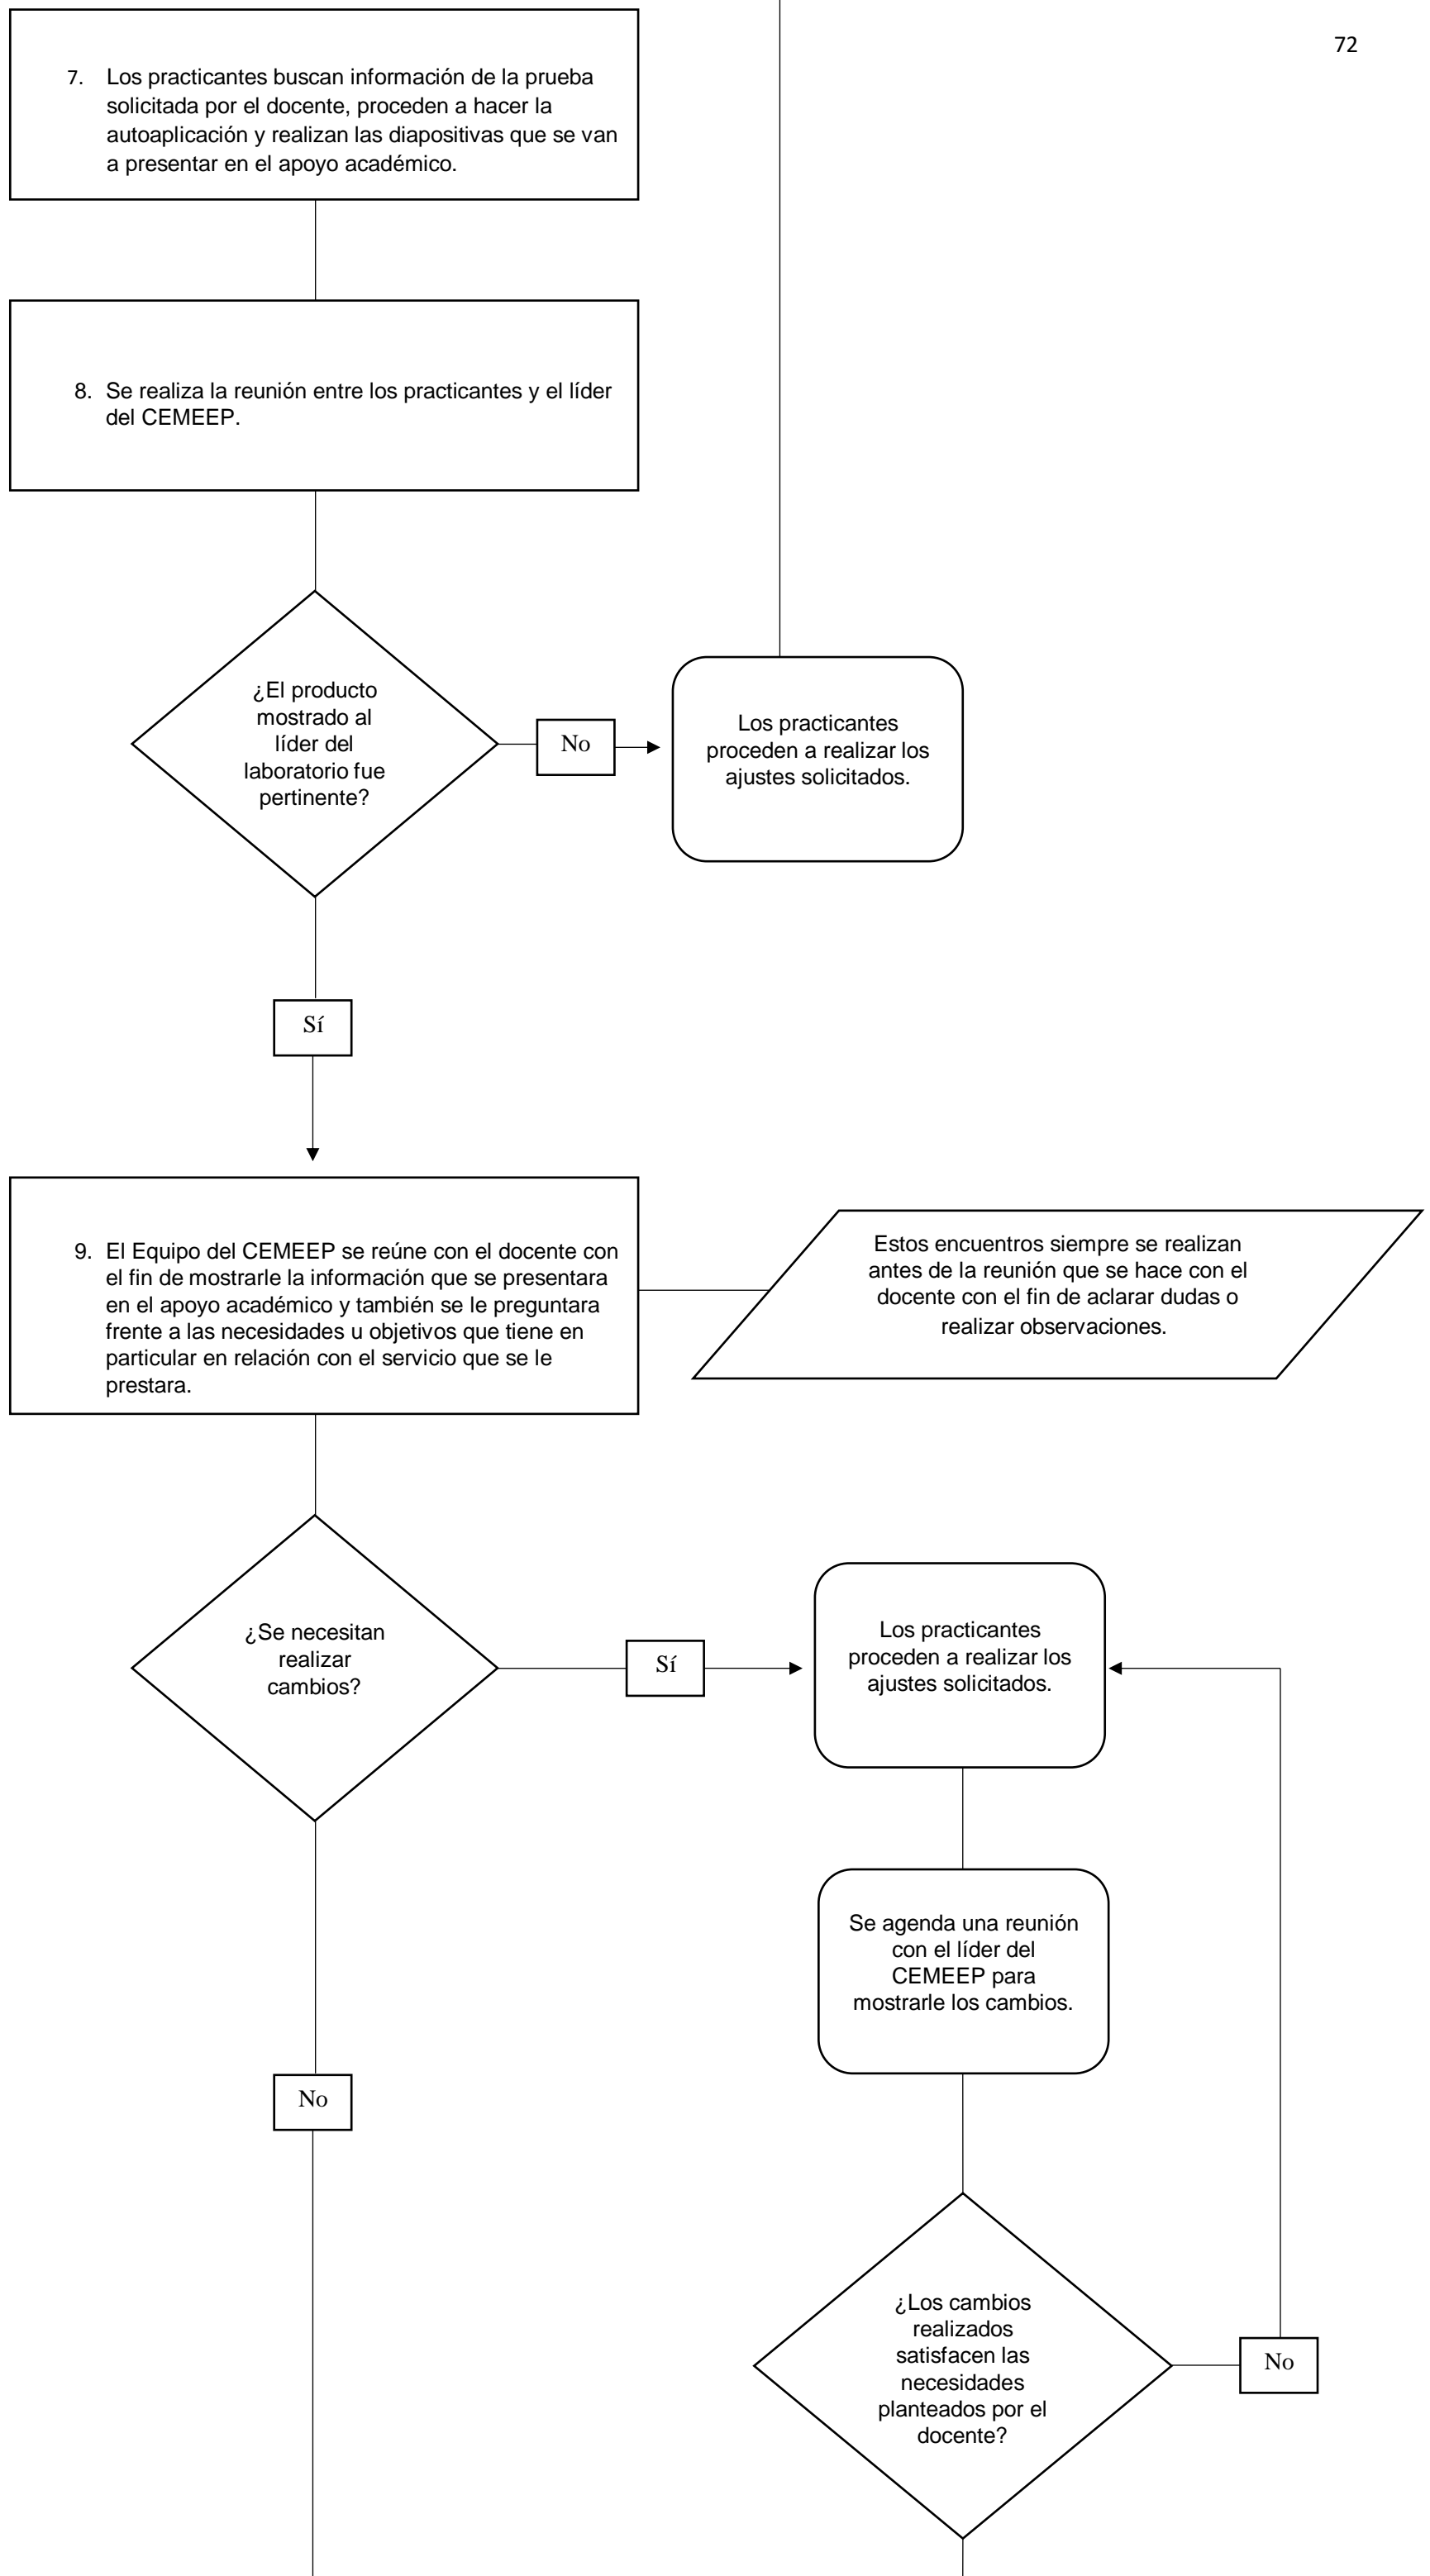 72
7. Los practicantes buscan información de la prueba
solicitada por el docente, proceden a hacer la
autoaplicación y realizan las diapositivas que se van
a presentar en el apoyo académico.
8. Se realiza la reunión entre los practicantes y el líder
del CEMEEP.
¿El producto
mostrado al
líder del
laboratorio fue
pertinente?
No
Los practicantes
proceden a realizar los
ajustes solicitados.
Sí
9. El Equipo del CEMEEP se reúne con el docente con
el fin de mostrarle la información que se presentara
en el apoyo académico y también se le preguntara
frente a las necesidades u objetivos que tiene en
particular en relación con el servicio que se le
prestara.
Estos encuentros siempre se realizan
antes de la reunión que se hace con el
docente con el fin de aclarar dudas o
realizar observaciones.
¿Se necesitan
realizar
cambios?
Sí
Los practicantes
proceden a realizar los
ajustes solicitados.
Se agenda una reunión
con el líder del
CEMEEP para
mostrarle los cambios.
No
¿Los cambios
realizados
satisfacen las
necesidades
planteados por el
docente?
No